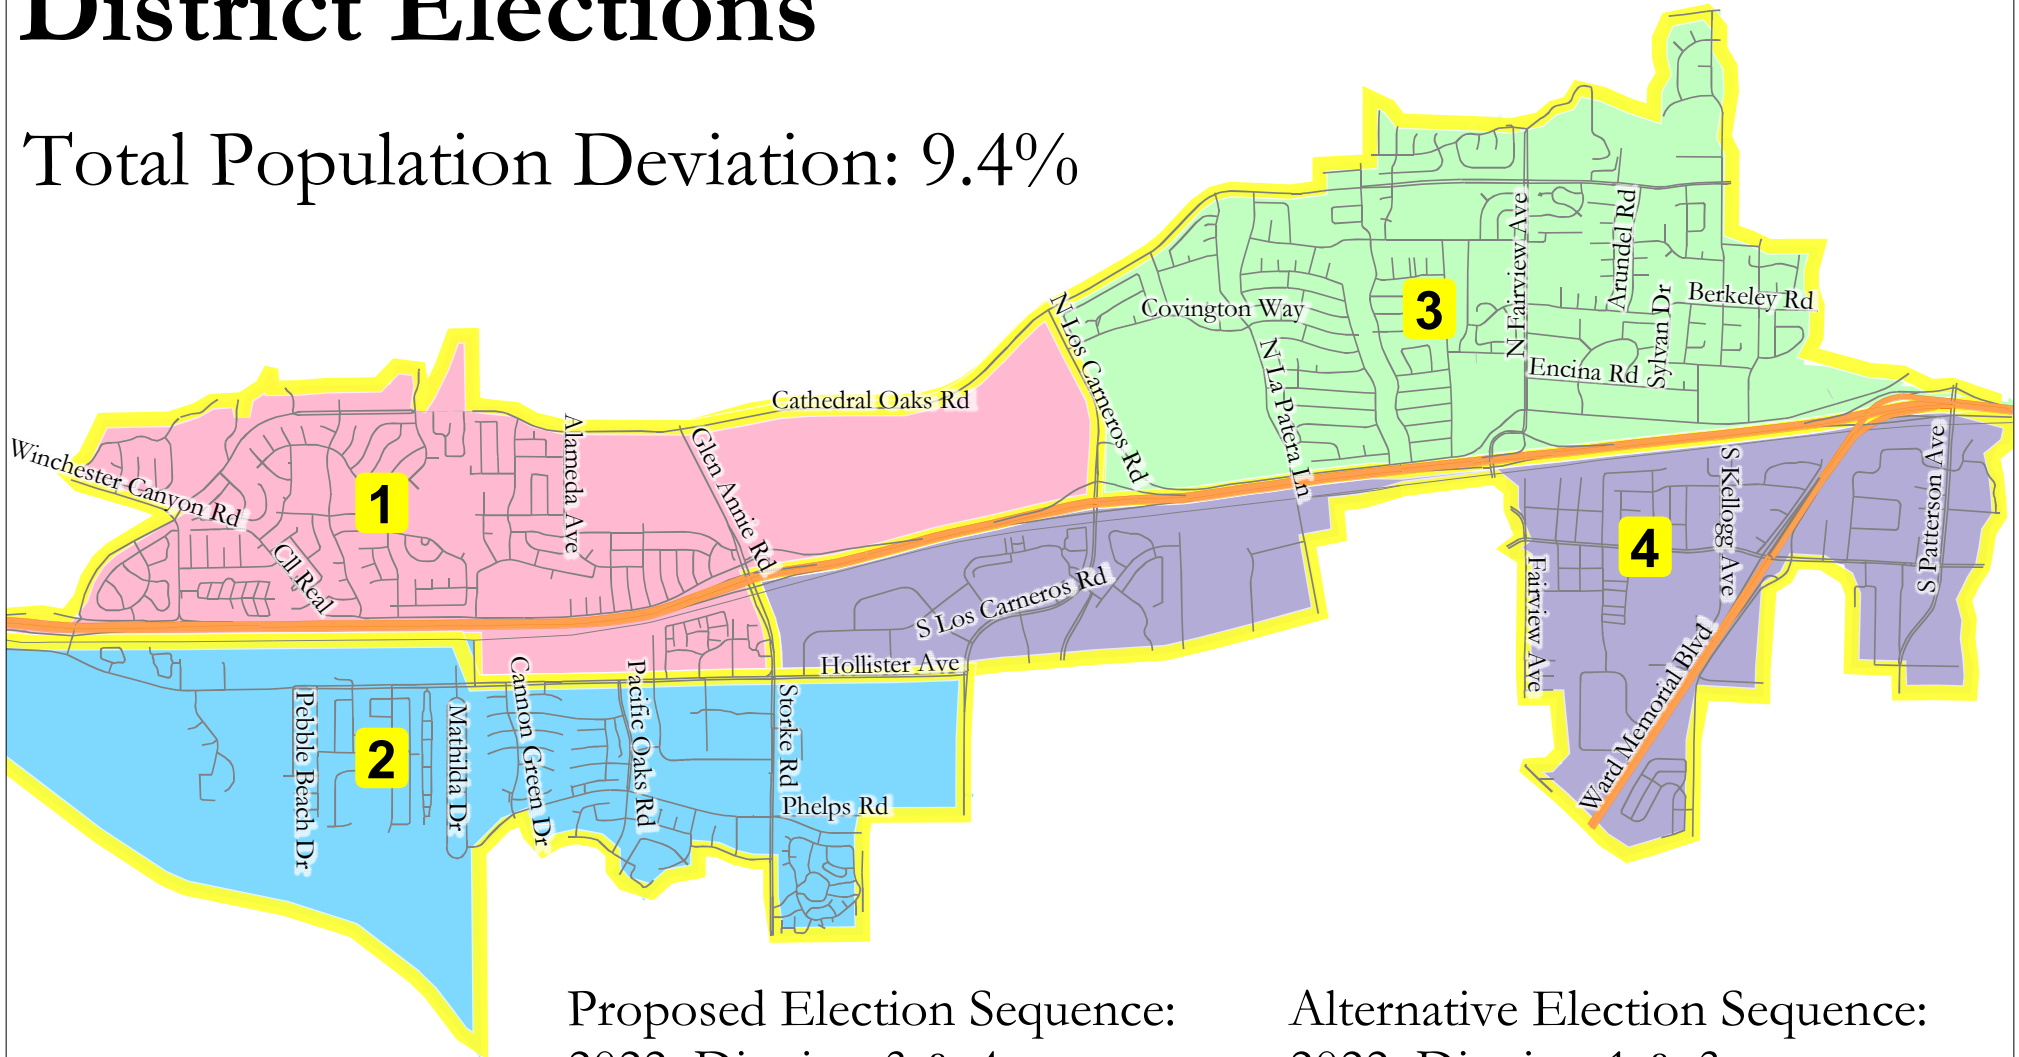 District Elections
Total Population Deviation: 9.4%
N Fairview Ave
Arundel Rd
Berkeley Rd
Sylvan Dr
Encina Rd
3
Covington Way
N Los Carneros Rd
N La Patera Ln
Cathedral Oaks Rd
Winchester Canyon Rd
1
Alameda Ave
Glen Annie Rd
Cll Real
S Los Carneros Rd
Hollister Ave
S Kellogg Ave
S Patterson Ave
4
Fairview Ave
Ward Memorial Blvd
Pebble Beach Dr
2
Mathilda Dr
Cannon Green Dr
Pacific Oaks Rd
Storke Rd
Phelps Rd
Proposed Election Sequence:
Alternative Election Sequence: